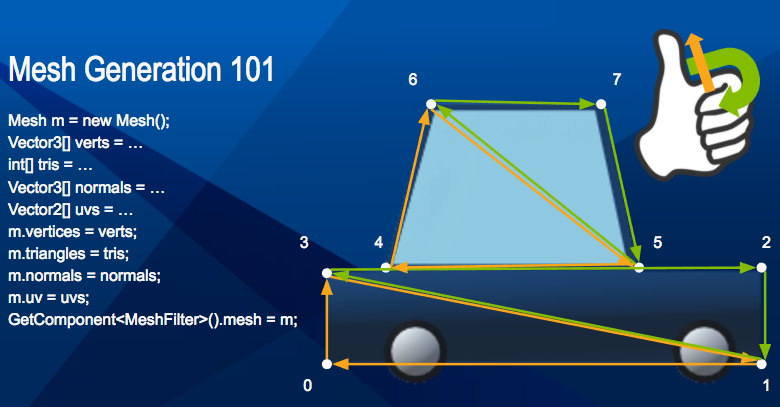 Mesh Generation 101
Mesh m = new Mesh();
Vector3[] verts = …
int[] tris = …
Vector3[] normals = …
Vector2[] uvs = …
m.vertices = verts;
m.triangles = tris;
m.normals = normals;
m.uv = uvs;
GetComponent<MeshFilter>().mesh = m;
6 7
3 4 5 2
0 1